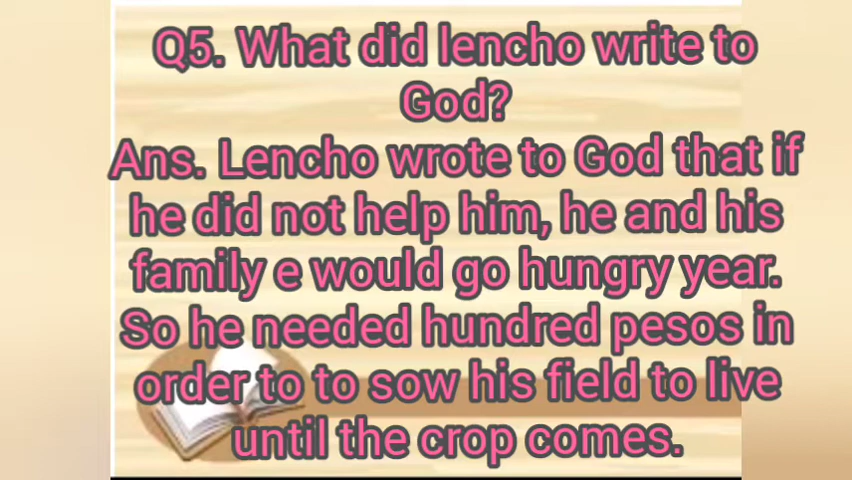 Q5. What did lencho write to
God?
Ans. Lencho wrote to God that if
he did not help him, he and his
family e would go hungry year.
So he needed hundred pesos in
order to to sow his field to live
until the crop comes.